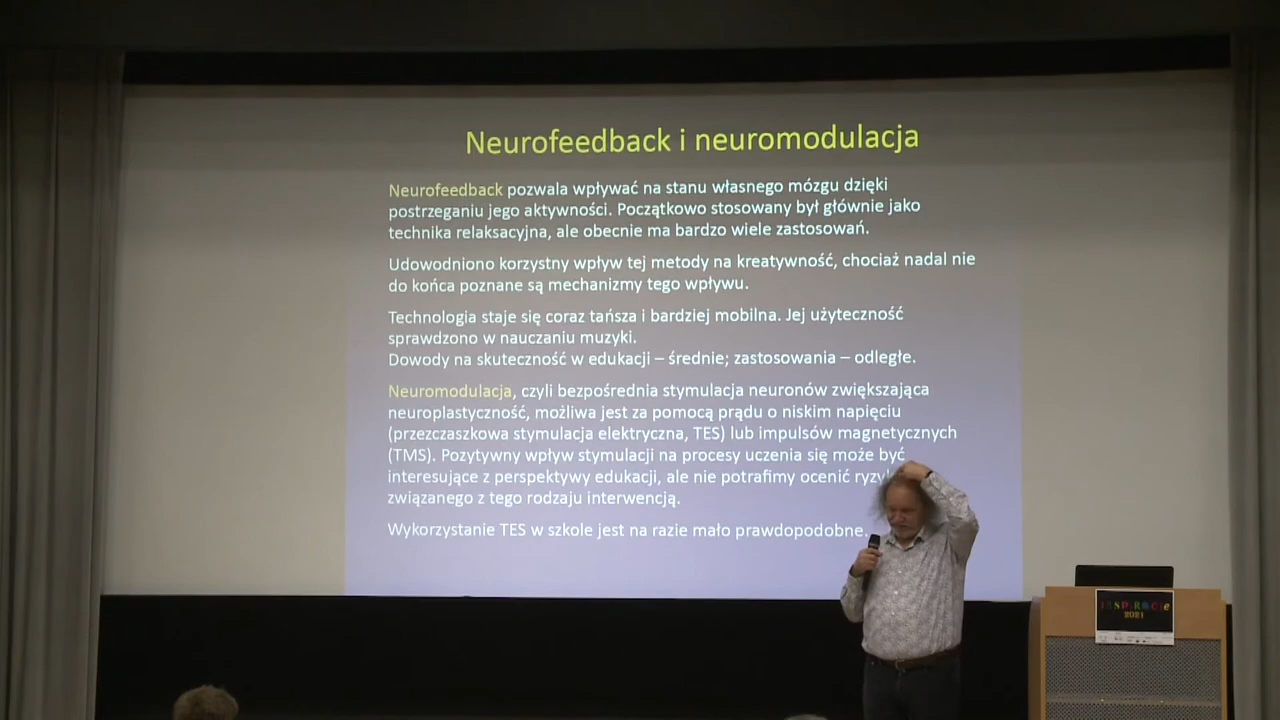 Neurofeedback i neuromodulacja
Neurofeedback pozwala wpływać na stanu własnego mózgu dzięki
postrzeganiu jego aktywności. Początkowo stosowany był głównie jako
technika relaksacyjna, ale obecnie ma bardzo wiele zastosowań.
Udowodniono korzystny wpływ tej metody na kreatywność, chociaż nadal nie
do końca poznane są mechanizmy tego wpływu.
Technologia staje się coraz tańsza i bardziej mobilna. Jej użyteczność
sprawdzono w nauczaniu muzyki.
Dowody na skuteczność w edukacji – średnie; zastosowania – odległe.
Neuromodulacja, czyli bezpośrednia stymulacja neuronów zwiększająca
neuroplastyczność, możliwa jest za pomocą prądu o niskim napięciu
(przezczaszkowa stymulacja elektryczna, TES) lub impulsów magnetycznych
(TMS). Pozytywny wpływ stymulacji na procesy uczenia się może być
interesujące z perspektywy edukacji, ale nie potrafimy ocenić
związanego z tego rodzaju interwencją.
Wykorzystanie TES w szkole jest na razie mało prawdopodobne.
2021